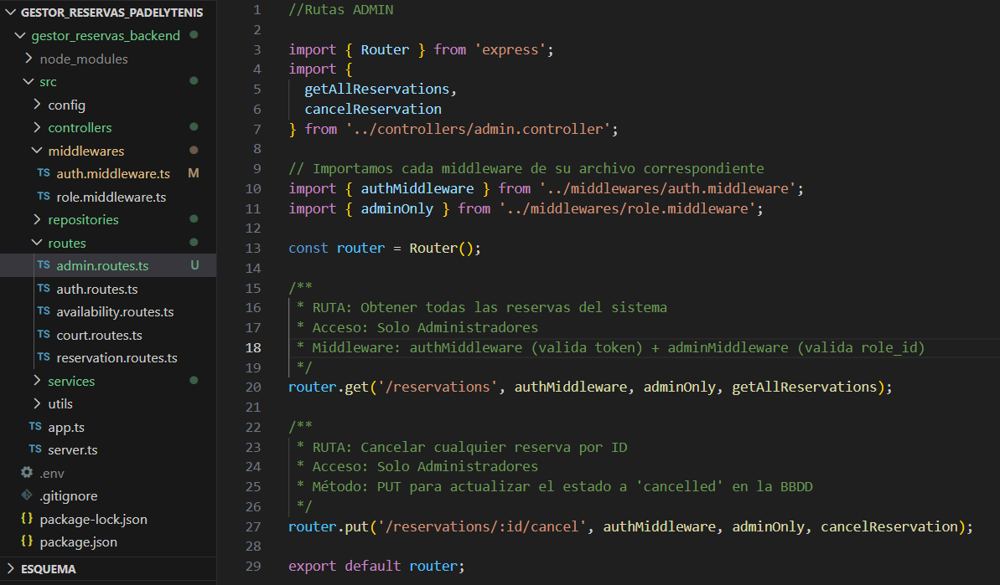 GESTOR_RESERVAS_PADELYTENIS
gestor_reservas_backend
node_modules
src
config
controllers
middlewares
TS auth.middleware.ts M
TS role.middleware.ts
repositories
routes
TS admin.routes.ts U
TS auth.routes.ts
TS availability.routes.ts
TS court.routes.ts
TS reservation.routes.ts
services
utils
TS app.ts
TS server.ts
.env
.gitignore
{} package-lock.json
{} package.json
ESQUEMA
1 //Rutas ADMIN
2
3 import { Router } from 'express';
4 import {
5   getAllReservations,
6   cancelReservation
7 } from '../controllers/admin.controller';
8
9 // Importamos cada middleware de su archivo correspondiente
10 import { authMiddleware } from '../middlewares/auth.middleware';
11 import { adminOnly } from '../middlewares/role.middleware';
12
13 const router = Router();
14
15 /**
16  * RUTA: Obtener todas las reservas del sistema
17  * Acceso: Solo Administradores
18  * Middleware: authMiddleware (valida token) + adminMiddleware (valida role_id)
19  */
20 router.get('/reservations', authMiddleware, adminOnly, getAllReservations);
21
22 /**
23  * RUTA: Cancelar cualquier reserva por ID
24  * Acceso: Solo Administradores
25  * Método: PUT para actualizar el estado a 'cancelled' en la BBDD
26  */
27 router.put('/reservations/:id/cancel', authMiddleware, adminOnly, cancelReservation);
28
29 export default router;